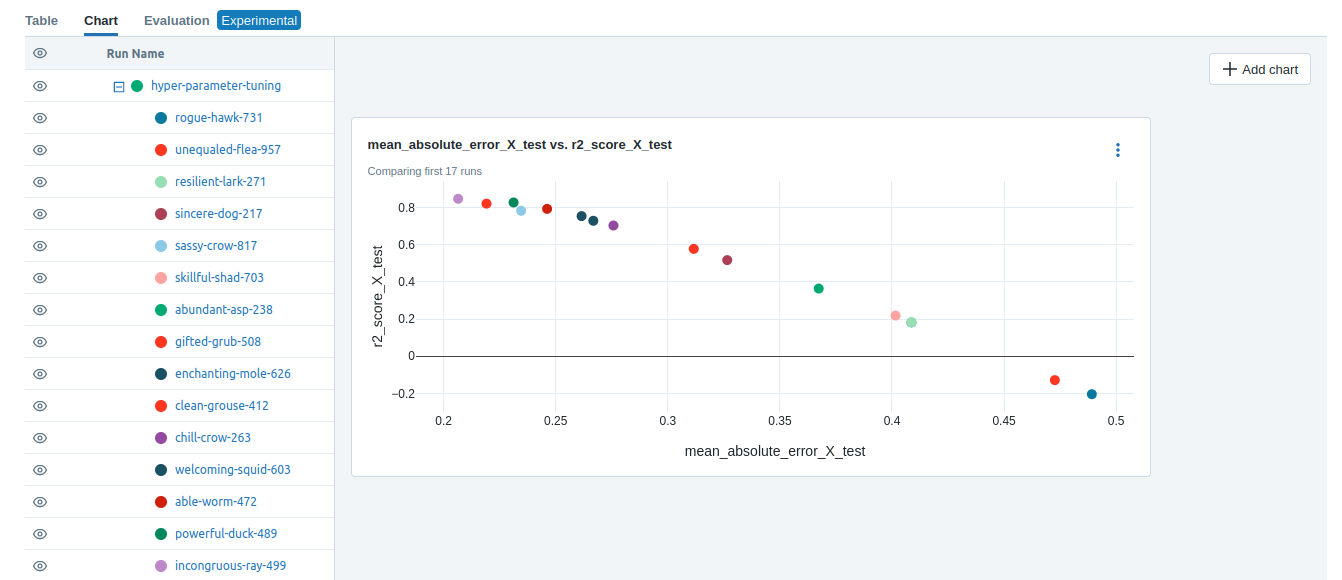 Table Chart Evaluation Experimental
Run Name
Add chart
hyper-parameter-tuning
rogue-hawk-731
unequaled-flea-957
resilient-lark-271
sincere-dog-217
sassy-crow-817
skillful-shad-703
abundant-asp-238
gifted-grub-508
enchanting-mole-626
clean-grouse-412
chill-crow-263
welcoming-squid-603
able-worm-472
powerful-duck-489
incongruous-ray-499
mean_absolute_error_X_test vs. r2_score_X_test
Comparing first 17 runs
r2_score_X_test
0.8
0.6
0.4
0.2
0
−0.2
0.2 0.25 0.3 0.35 0.4 0.45 0.5
mean_absolute_error_X_test